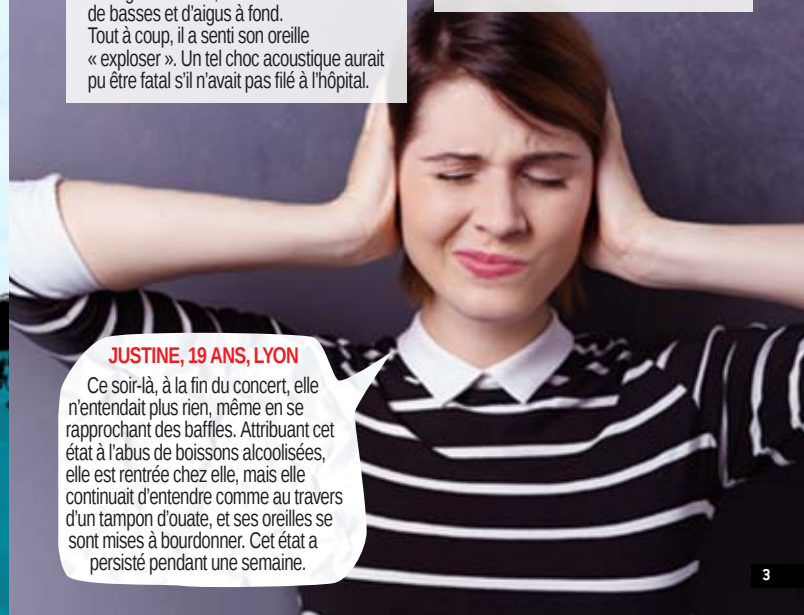 de basses et d'aigus à fond.
Tout à coup, il a senti son oreille
« exploser ». Un tel choc acoustique aurait
pu être fatal s'il n'avait pas filé à l'hôpital.
JUSTINE, 19 ANS, LYON
Ce soir-là, à la fin du concert, elle
n'entendait plus rien, même en se
rapprochant des baffles. Attribuant cet
état à l'abus de boissons alcoolisées,
elle est rentrée chez elle, mais elle
continuait d'entendre comme au travers
d'un tampon d'ouate, et ses oreilles se
sont mises à bourdonner. Cet état a
persisté pendant une semaine.
3